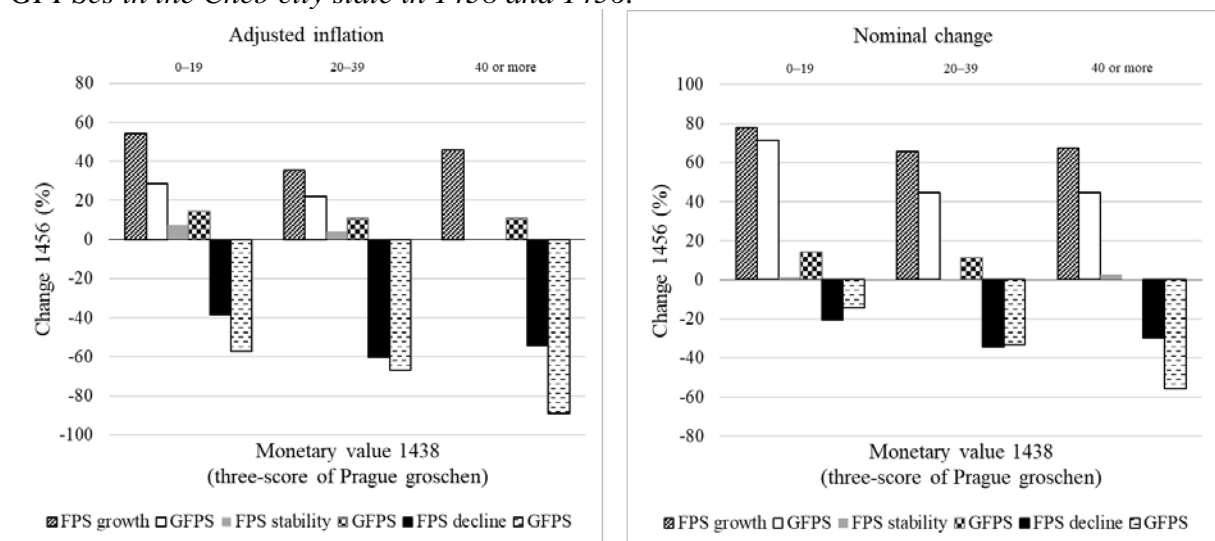 GFPSes in the Cheb city state in 1438 and 1456.
Adjusted inflation
0–19 20–39 40 or more
80
60
40
20
0
-20
-40
-60
-80
-100
Change 1456 (%)
Monetary value 1438
(three-score of Prague groschen)
FPS growth GFPS FPS stability GFPS FPS decline GFPS
Nominal change
0–19 20–39 40 or more
100
80
60
40
20
0
-20
-40
-60
-80
Change 1456 (%)
Monetary value 1438
(three-score of Prague groschen)
FPS growth GFPS FPS stability GFPS FPS decline GFPS